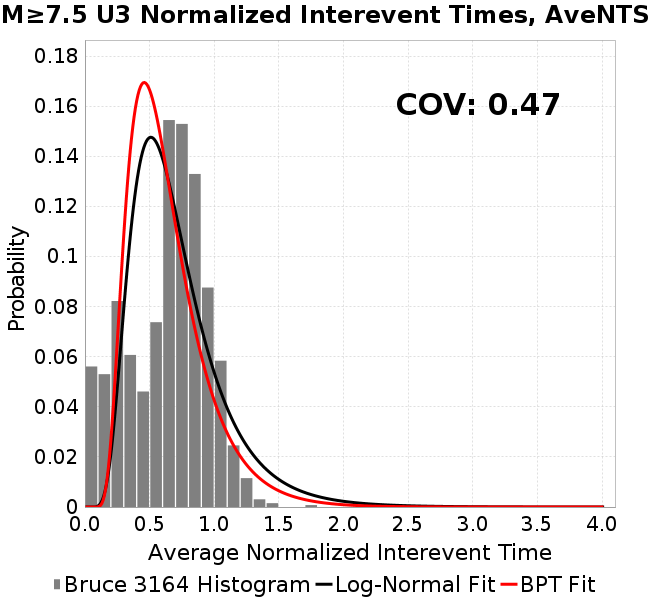 M≥7.5 U3 Normalized Interevent Times, AveNTS
COV: 0.47
Probability
0.18
0.16
0.14
0.12
0.1
0.08
0.06
0.04
0.02
0
0.0 0.5 1.0 1.5 2.0 2.5 3.0 3.5 4.0
Average Normalized Interevent Time
Bruce 3164 Histogram Log-Normal Fit BPT Fit